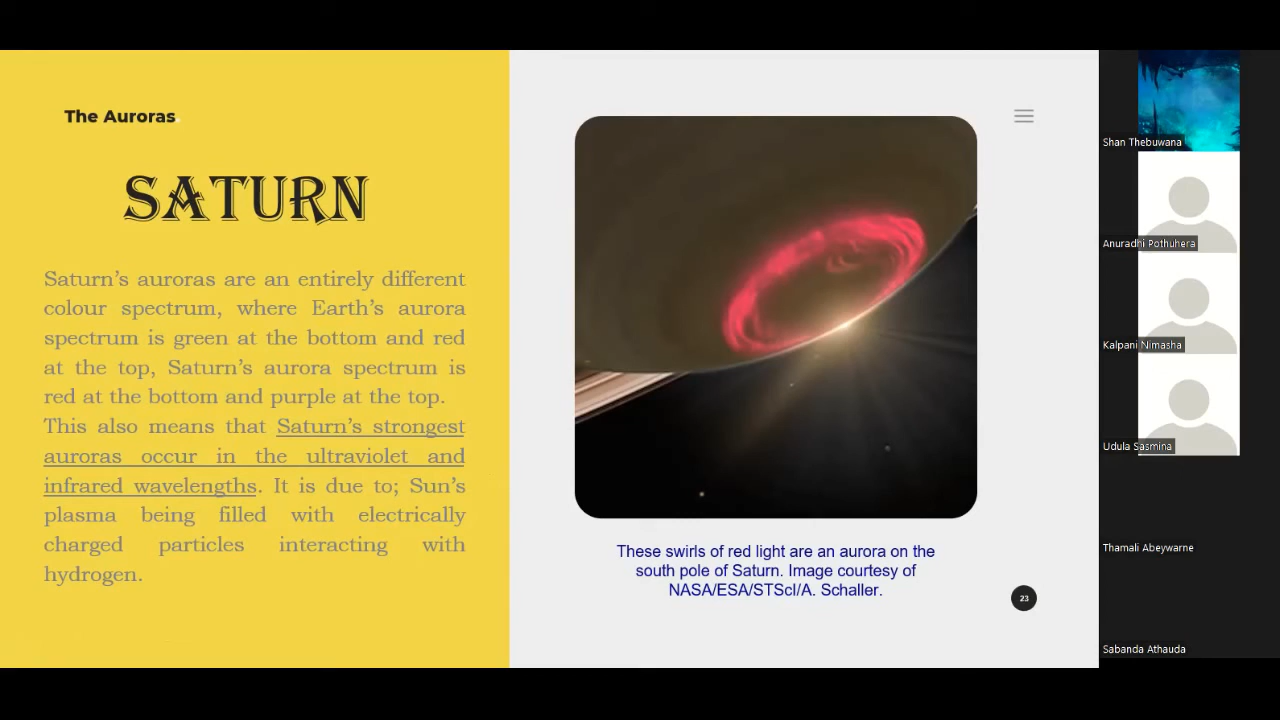 The Auroras
SATURN
Saturn’s auroras are an entirely different
colour spectrum, where Earth’s aurora
spectrum is green at the bottom and red
at the top, Saturn’s aurora spectrum is
red at the bottom and purple at the top.
This also means that Saturn’s strongest
auroras occur in the ultraviolet and
infrared wavelengths. It is due to; Sun’s
plasma being filled with electrically
charged particles interacting with
hydrogen.
These swirls of red light are an aurora on the
south pole of Saturn. Image courtesy of
NASA/ESA/STScI/A. Schaller.
23
Shan Thebuwana
Anuradhi Pothuhera
Kalpani Nimasha
Udula Sasmina
Thamali Abeywarne
Sabanda Athauda